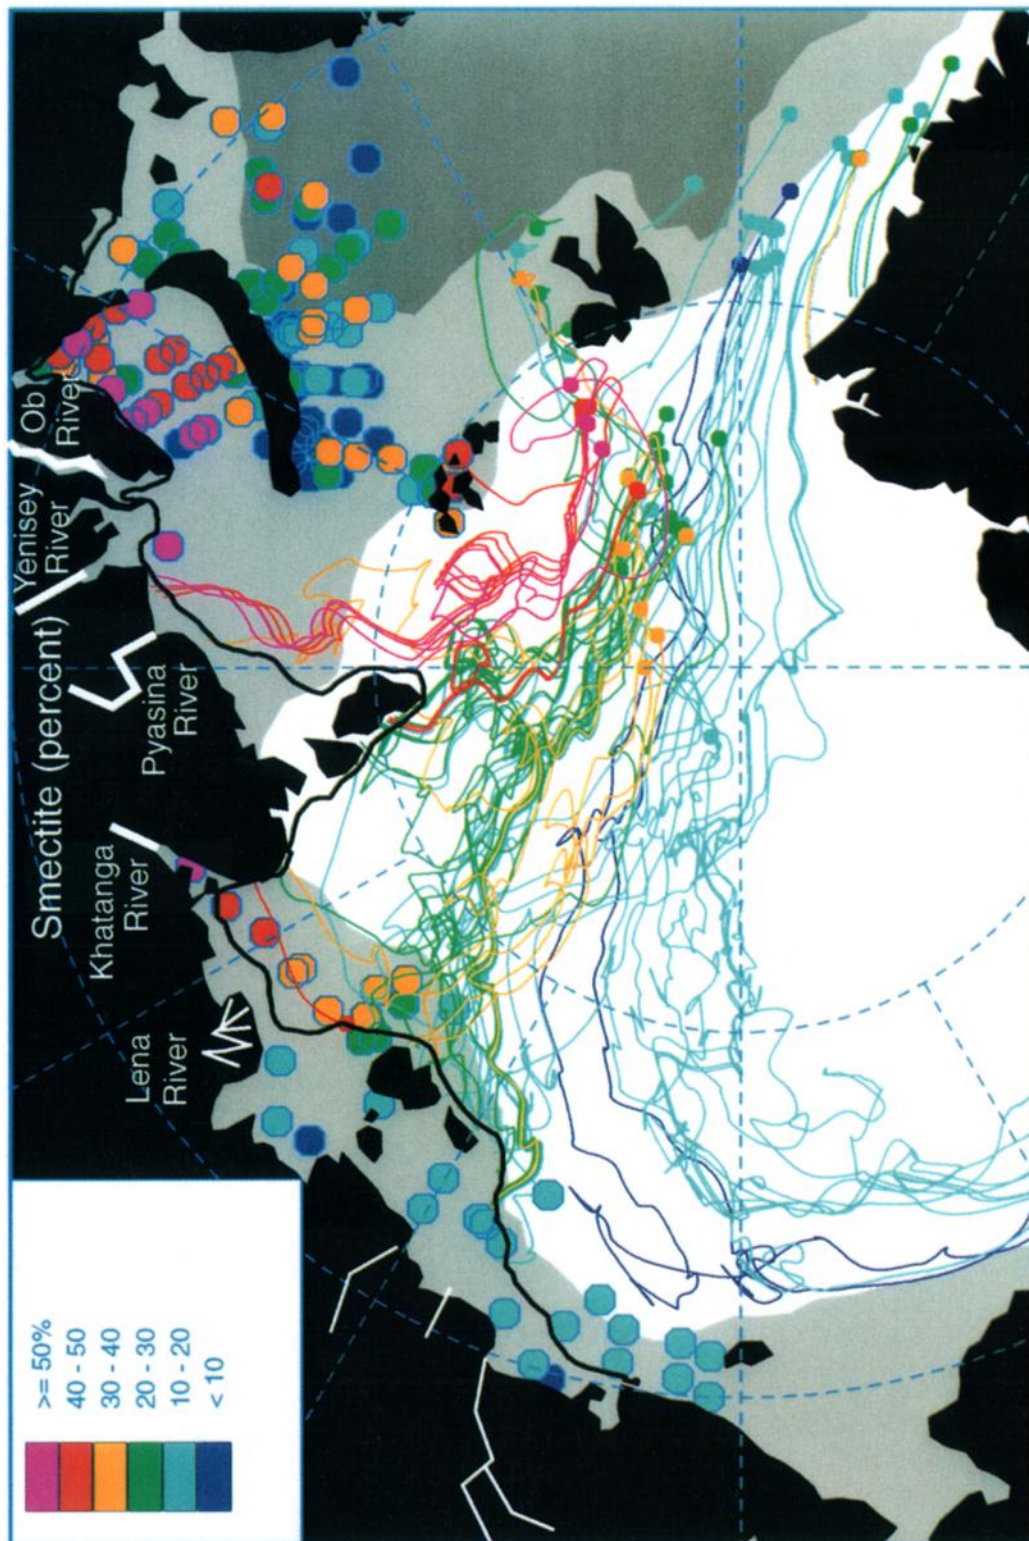 Smectite (percent)
Ob
River
Yenisey
River
Pyasina
River
Khatanga
River
Lena
River
>= 50%
40 - 50
30 - 40
20 - 30
10 - 20
< 10